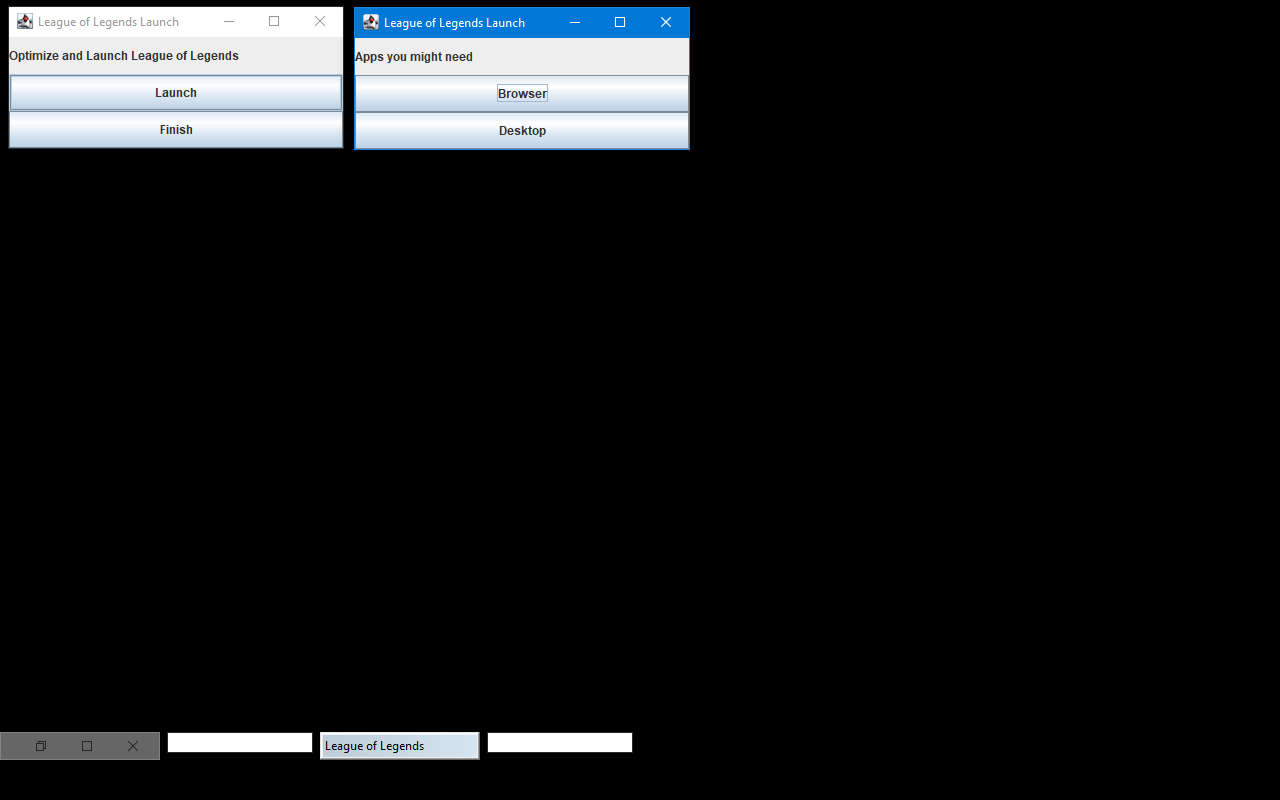 League of Legends Launch
Optimize and Launch League of Legends
Launch
Finish
League of Legends Launch
Apps you might need
Browser
Desktop
League of Legends